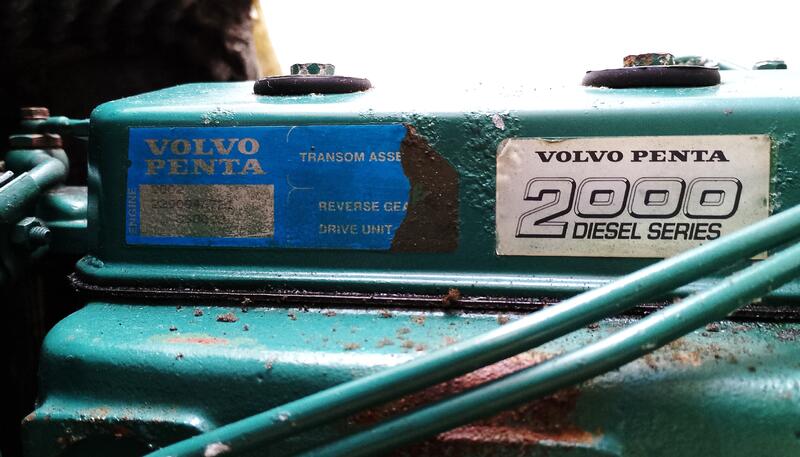 VOLVO
PENTA
ENGINE
TRANSOM ASSE
REVERSE GEA
DRIVE UNIT
VOLVO PENTA
2000
DIESEL SERIES